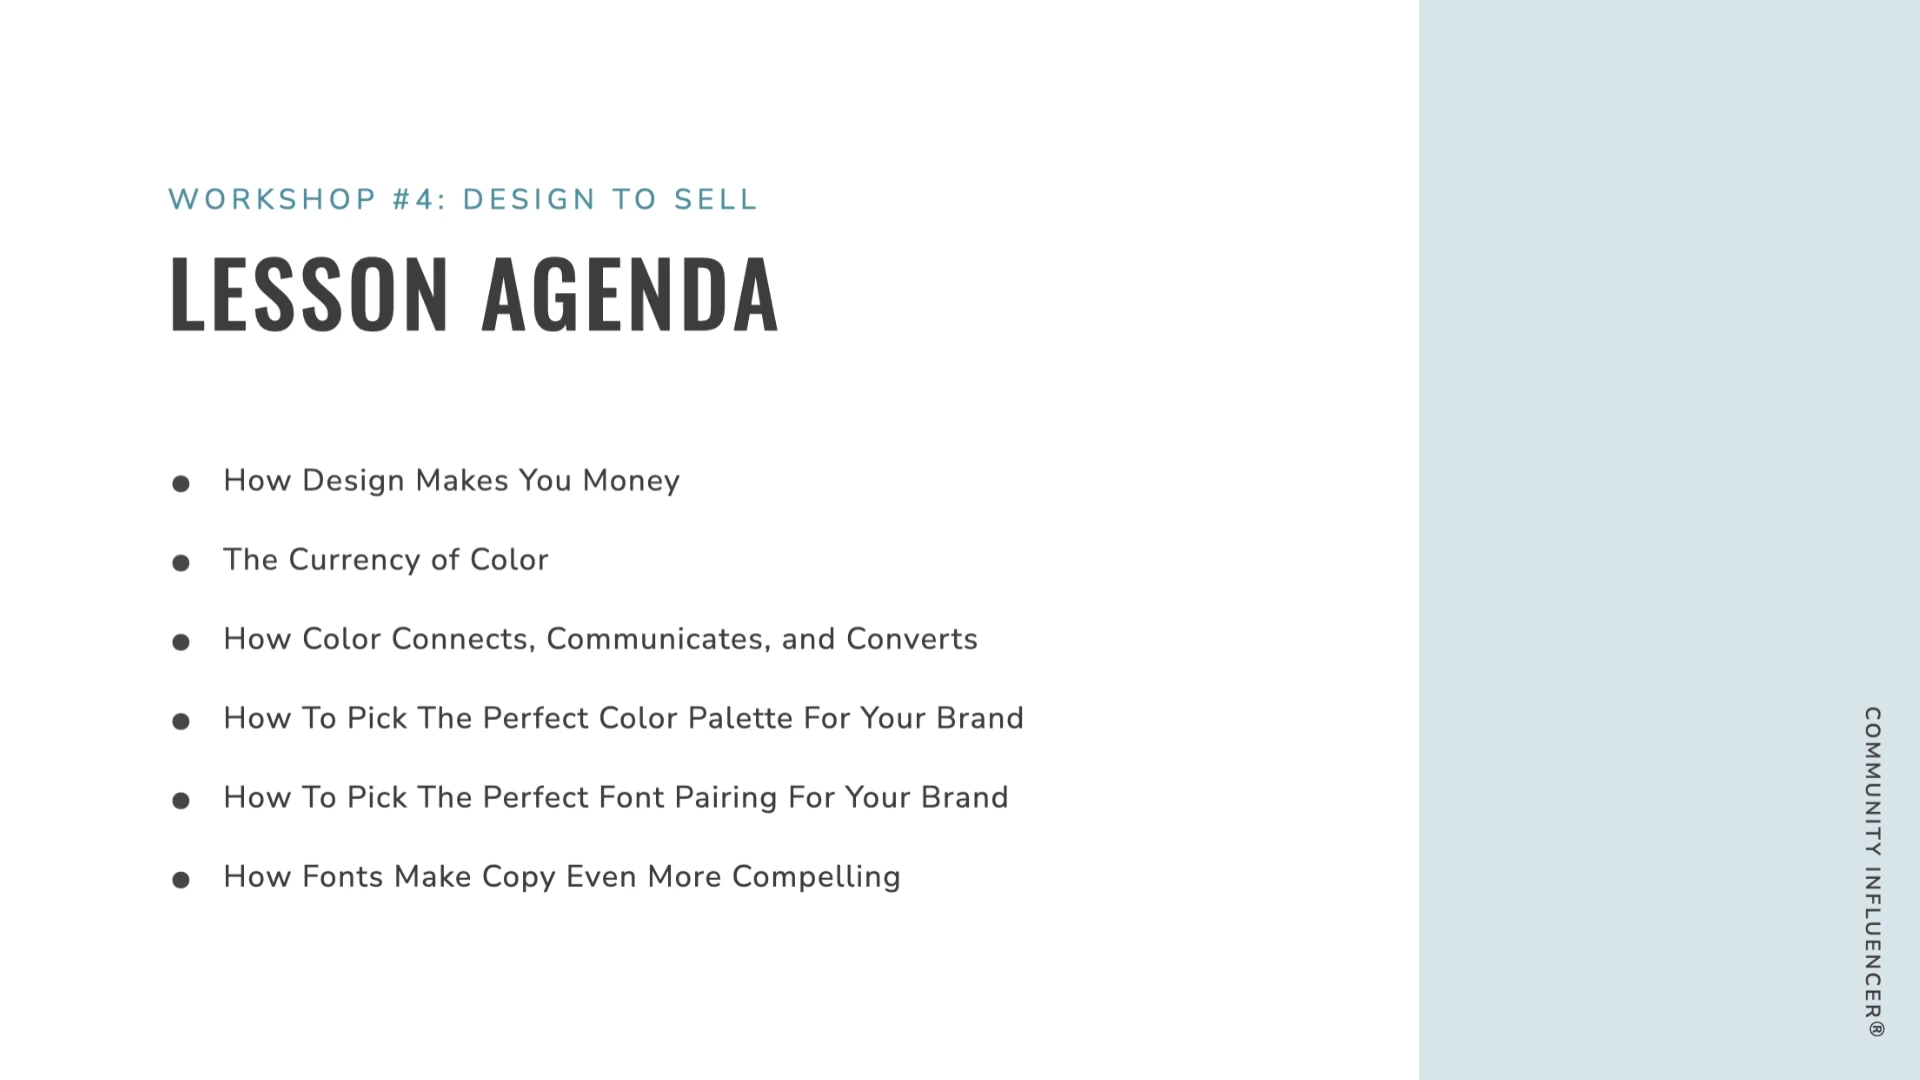 WORKSHOP #4: DESIGN TO SELL
LESSON AGENDA
● How Design Makes You Money
● The Currency of Color
● How Color Connects, Communicates, and Converts
● How To Pick The Perfect Color Palette For Your Brand
● How To Pick The Perfect Font Pairing For Your Brand
● How Fonts Make Copy Even More Compelling
COMMUNITY INFLUENCER®